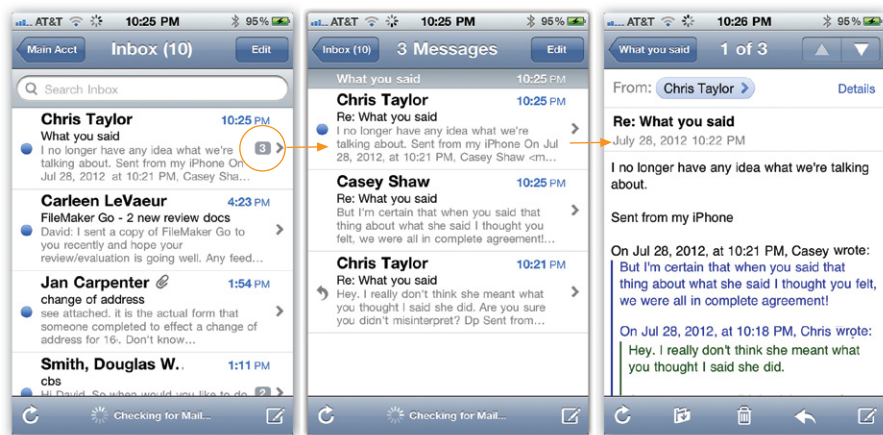 AT&T 10:25 PM 95%
Main Acct Inbox (10) Edit
Search Inbox
Chris Taylor 10:25 PM
What you said
I no longer have any idea what we're
talking about. Sent from my iPhone On
Jul 28, 2012 at 10:21 PM, Casey Sha...
3
Carleen LeVaeur 4:23 PM
FileMaker Go - 2 new review docs
David: I sent a copy of FileMaker Go to
you recently and hope your
review/evaluation is going well. Any feed...
Jan Carpenter 1:54 PM
change of address
see attached. it is the actual form that
someone completed to effect a change of
address for 16-. Don't know...
Smith, Douglas W.. 1:11 PM
cbs
Hi David, So when would you like to do 2
Checking for Mail...
AT&T 10:25 PM 95%
Inbox (10) 3 Messages Edit
What you said 10:25 PM
Chris Taylor 10:25 PM
Re: What you said
I no longer have any idea what we're
talking about. Sent from my iPhone On Jul
28, 2012, at 10:21 PM, Casey Shaw <m...
Casey Shaw 10:25 PM
Re: What you said
But I'm certain that when you said that
thing about what she said I thought you
felt, we were all in complete agreement!...
Chris Taylor 10:21 PM
Re: What you said
Hey. I really don't think she meant what
you thought I said she did. Are you sure
you didn't misinterpret? Dp Sent from...
Checking for Mail...
AT&T 10:26 PM 95%
What you said 1 of 3
From: Chris Taylor Details
Re: What you said
July 28, 2012 10:22 PM
I no longer have any idea what we're talking
about.
Sent from my iPhone
On Jul 28, 2012, at 10:21 PM, Casey wrote:
But I'm certain that when you said that
thing about what she said I thought you felt,
we were all in complete agreement!
On Jul 28, 2012, at 10:18 PM, Chris wrote:
Hey. I really don't think she meant what
you thought I said she did.